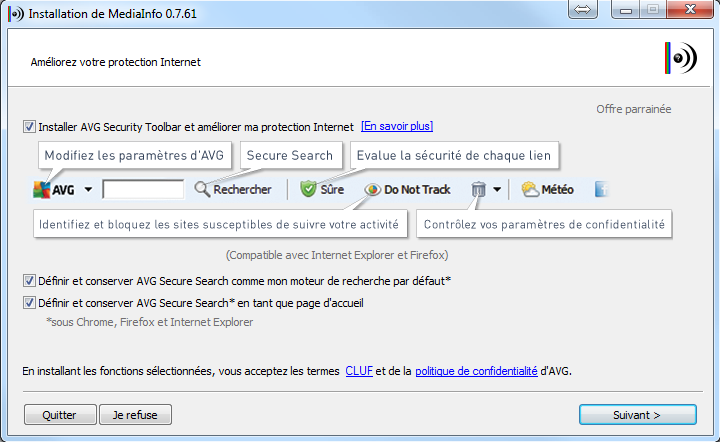 Installation de MediaInfo 0.7.61
Améliorez votre protection Internet
Offre parrainée
Installer AVG Security Toolbar et améliorer ma protection Internet [En savoir plus]
Modifiez les paramètres d'AVG
Secure Search
Evalue la sécurité de chaque lien
AVG Rechercher Sûre Do Not Track Météo
Identifiez et bloquez les sites susceptibles de suivre votre activité
Contrôlez vos paramètres de confidentialité
(Compatible avec Internet Explorer et Firefox)
Définir et conserver AVG Secure Search comme mon moteur de recherche par défaut*
Définir et conserver AVG Secure Search* en tant que page d'accueil
*sous Chrome, Firefox et Internet Explorer
En installant les fonctions sélectionnées, vous acceptez les termes CLUF et de la politique de confidentialité d'AVG.
Quitter
Je refuse
Suivant >